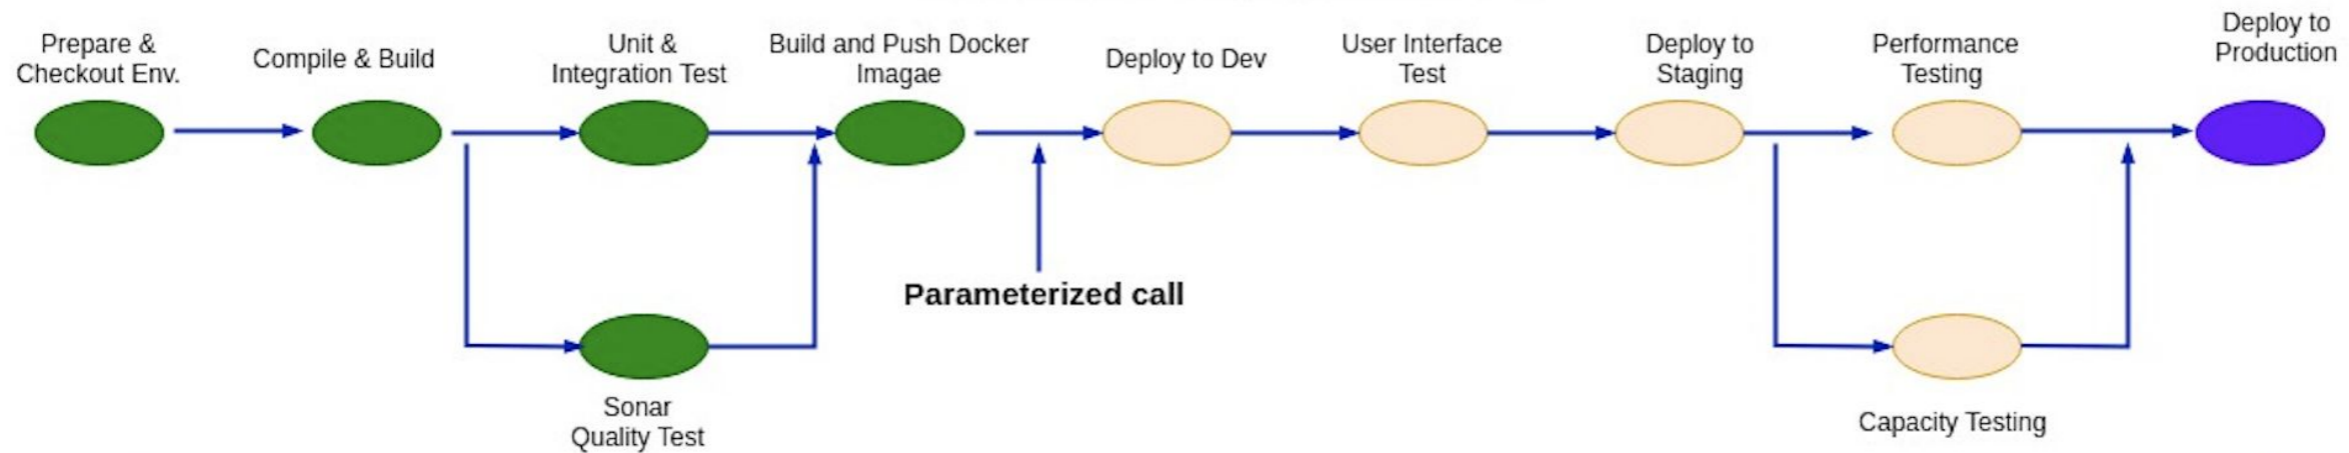 Prepare &
Checkout Env.
Compile & Build
Unit &
Integration Test
Build and Push Docker
Imagae
Deploy to Dev
User Interface
Test
Deploy to
Staging
Performance
Testing
Deploy to
Production
Parameterized call
Sonar
Quality Test
Capacity Testing